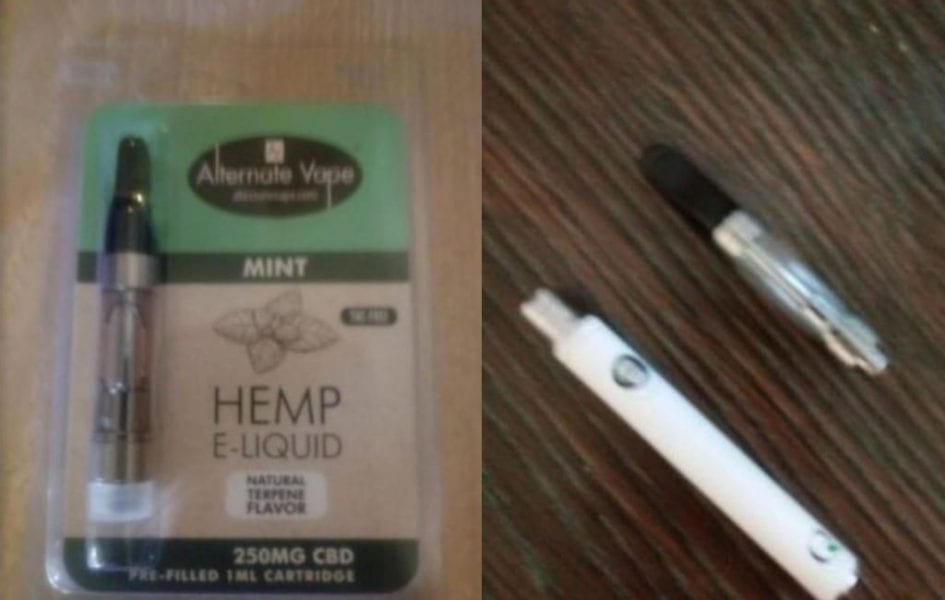 Alternate Vape
MINT
HEMP
E-LIQUID
NATURAL
TERPENE
FLAVOR
250MG CBD
PRE-FILLED 1ML CARTRIDGE